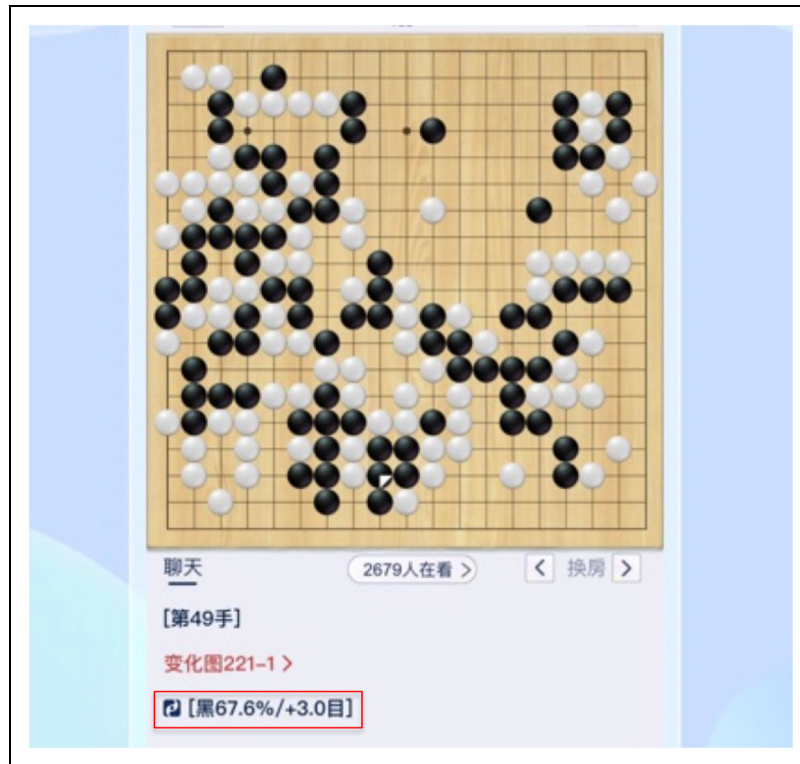 聊天
2679人在看 >
< 换房 >
[第49手]
变化图221-1 >
[黑67.6%/+3.0目]